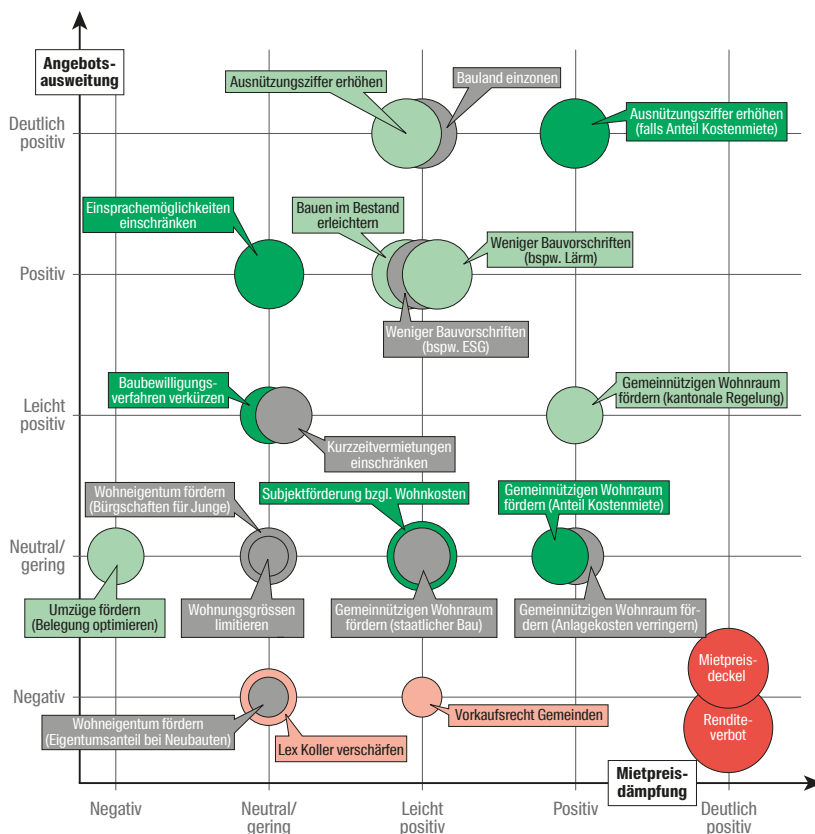 Angebots-
ausweitung
Ausnützungsziffer erhöhen
Bauland einzonen
Deutlich
positiv
Ausnützungsziffer erhöhen
(falls Anteil Kostenmiete)
Einsprachemöglichkeiten
einschränken
Bauen im Bestand
erleichtern
Weniger Bauvorschriften
(bspw. Lärm)
Positiv
Weniger Bauvorschriften
(bspw. ESG)
Baubewilligungs-
verfahren verkürzen
Gemeinnützigen Wohnraum
fördern (kantonale Regelung)
Leicht
positiv
Kurzzeitvermietungen
einschränken
Wohneigentum fördern
(Bürgschaften für Junge)
Subjektförderung bzgl. Wohnkosten
Gemeinnützigen Wohnraum
fördern (Anteil Kostenmiete)
Neutral/
gering
Umzüge fördern
(Belegung optimieren)
Wohnungsgrössen
limitieren
Gemeinnützigen Wohnraum
fördern (staatlicher Bau)
Gemeinnützigen Wohnraum för-
dern (Anlagekosten verringern)
Mietpreis-
deckel
Negativ
Vorkaufsrecht Gemeinden
Rendite-
verbot
Wohneigentum fördern
(Eigentumsanteil bei Neubauten)
Lex Koller verschärfen
Mietpreis-
dämpfung
Negativ
Neutral/
gering
Leicht
positiv
Positiv
Deutlich
positiv